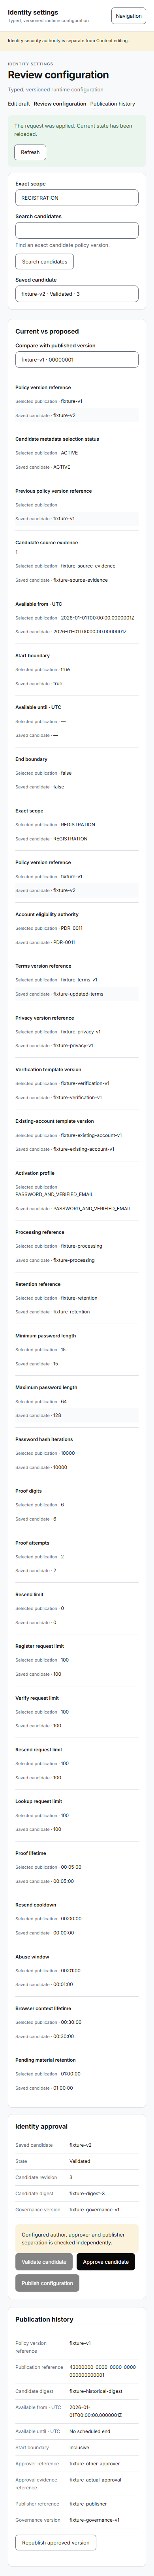 Identity settings
Typed, versioned runtime configuration
Navigation
Identity security authority is separate from Content editing.
IDENTITY SETTINGS
Review configuration
Typed, versioned runtime configuration
Edit draft Review configuration Publication history
The request was applied. Current state has been
reloaded.
Refresh
Exact scope
REGISTRATION
Search candidates
Find an exact candidate policy version.
Search candidates
Saved candidate
fixture-v2 · Validated · 3
Current vs proposed
Compare with published version
fixture-v1 · 00000001
Policy version reference
Selected publication · fixture-v1
Saved candidate · fixture-v2
Candidate metadata selection status
Selected publication · ACTIVE
Saved candidate · ACTIVE
Previous policy version reference
Selected publication · —
Saved candidate · fixture-v1
Candidate source evidence
1
Selected publication · fixture-source-evidence
Saved candidate · fixture-source-evidence
Available from · UTC
Selected publication · 2026-01-01T00:00:00.0000001Z
Saved candidate · 2026-01-01T00:00:00.0000001Z
Start boundary
Selected publication · true
Saved candidate · true
Available until · UTC
Selected publication · —
Saved candidate · —
End boundary
Selected publication · false
Saved candidate · false
Exact scope
Selected publication · REGISTRATION
Saved candidate · REGISTRATION
Policy version reference
Selected publication · fixture-v1
Saved candidate · fixture-v2
Account eligibility authority
Selected publication · PDR-0011
Saved candidate · PDR-0011
Terms version reference
Selected publication · fixture-terms-v1
Saved candidate · fixture-updated-terms
Privacy version reference
Selected publication · fixture-privacy-v1
Saved candidate · fixture-privacy-v1
Verification template version
Selected publication · fixture-verification-v1
Saved candidate · fixture-verification-v1
Existing-account template version
Selected publication · fixture-existing-account-v1
Saved candidate · fixture-existing-account-v1
Activation profile
Selected publication ·
PASSWORD_AND_VERIFIED_EMAIL
Saved candidate · PASSWORD_AND_VERIFIED_EMAIL
Processing reference
Selected publication · fixture-processing
Saved candidate · fixture-processing
Retention reference
Selected publication · fixture-retention
Saved candidate · fixture-retention
Minimum password length
Selected publication · 15
Saved candidate · 15
Maximum password length
Selected publication · 64
Saved candidate · 128
Password hash iterations
Selected publication · 10000
Saved candidate · 10000
Proof digits
Selected publication · 6
Saved candidate · 6
Proof attempts
Selected publication · 2
Saved candidate · 2
Resend limit
Selected publication · 0
Saved candidate · 0
Register request limit
Selected publication · 100
Saved candidate · 100
Verify request limit
Selected publication · 100
Saved candidate · 100
Resend request limit
Selected publication · 100
Saved candidate · 100
Lookup request limit
Selected publication · 100
Saved candidate · 100
Proof lifetime
Selected publication · 00:05:00
Saved candidate · 00:05:00
Resend cooldown
Selected publication · 00:00:00
Saved candidate · 00:00:00
Abuse window
Selected publication · 00:01:00
Saved candidate · 00:01:00
Browser context lifetime
Selected publication · 00:30:00
Saved candidate · 00:30:00
Pending material retention
Selected publication · 01:00:00
Saved candidate · 01:00:00
Identity approval
Saved candidate fixture-v2
State Validated
Candidate revision 3
Candidate digest fixture-digest-3
Governance version fixture-governance-v1
Configured author, approver and publisher
separation is checked independently.
Validate candidate Approve candidate
Publish configuration
Publication history
Policy version fixture-v1
reference
Publication reference 43000000-0000-0000-0000-
000000000001
Candidate digest fixture-historical-digest
Available from · UTC 2026-01-
01T00:00:00.0000001Z
Available until · UTC No scheduled end
Start boundary Inclusive
Approver reference fixture-other-approver
Approval evidence fixture-actual-approval
reference
Publisher reference fixture-publisher
Governance version fixture-governance-v1
Republish approved version